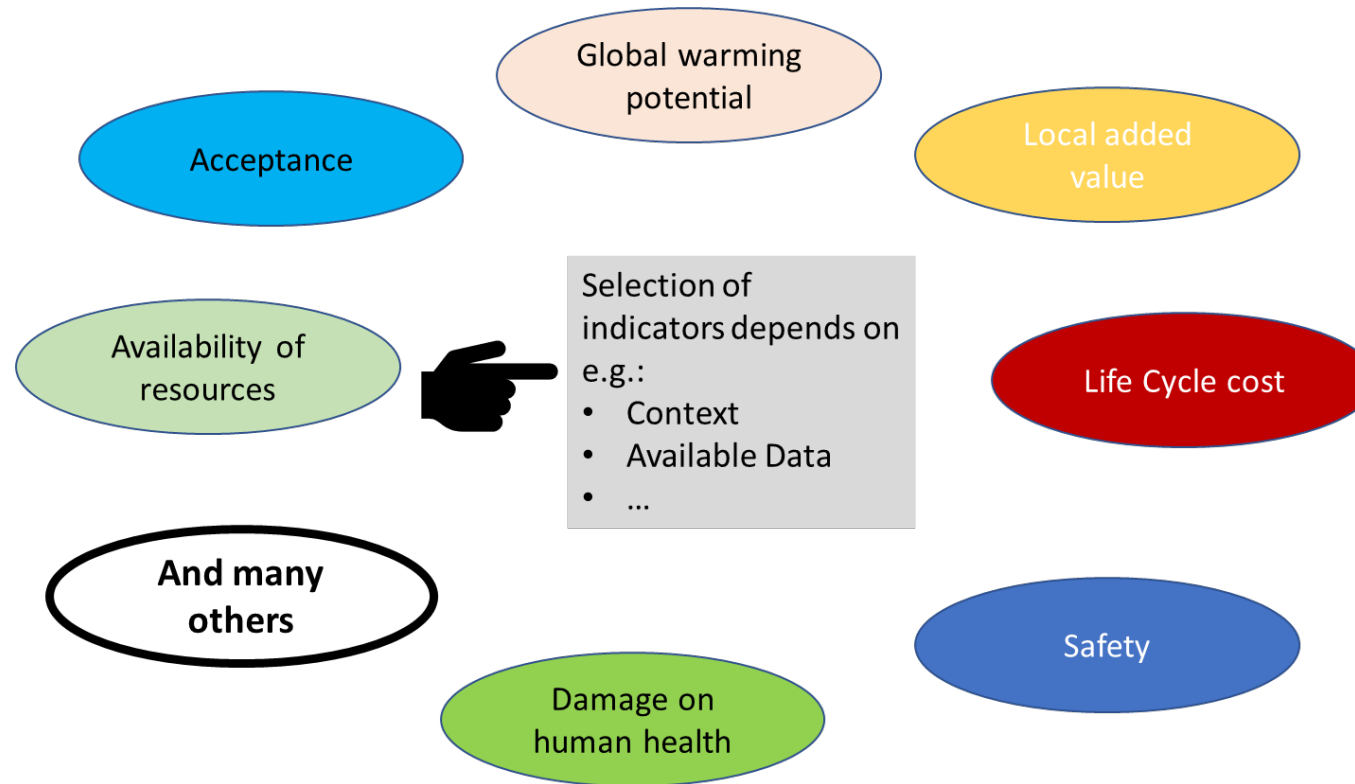 Global warming
potential
Acceptance
Local added
value
Availability of
resources
Selection of
indicators depends on
e.g.:
• Context
• Available Data
• ...
Life Cycle cost
And many
others
Safety
Damage on
human health